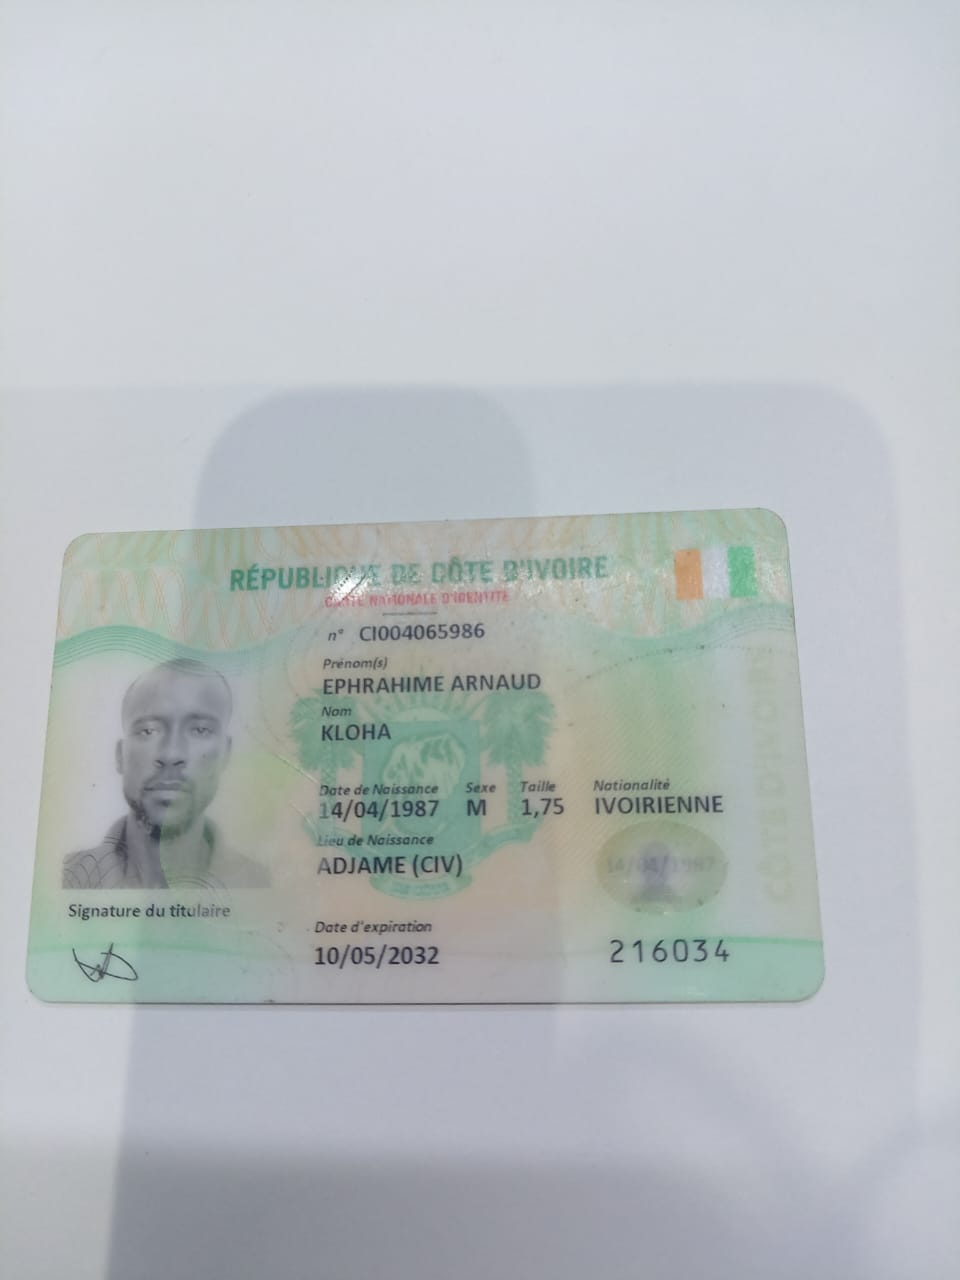 RÉPUBLIQUE DE CÔTE D'IVOIRE
CARTE NATIONALE D'IDENTITÉ
n° CI004065986
Prénom(s)
EPHRAHIME ARNAUD
Nom
KLOHA
Date de Naissance Sexe Taille Nationalité
14/04/1987 M 1,75 IVOIRIENNE
Lieu de Naissance
ADJAME (CIV)
14/04/1987
Signature du titulaire
Date d'expiration
10/05/2032
216034